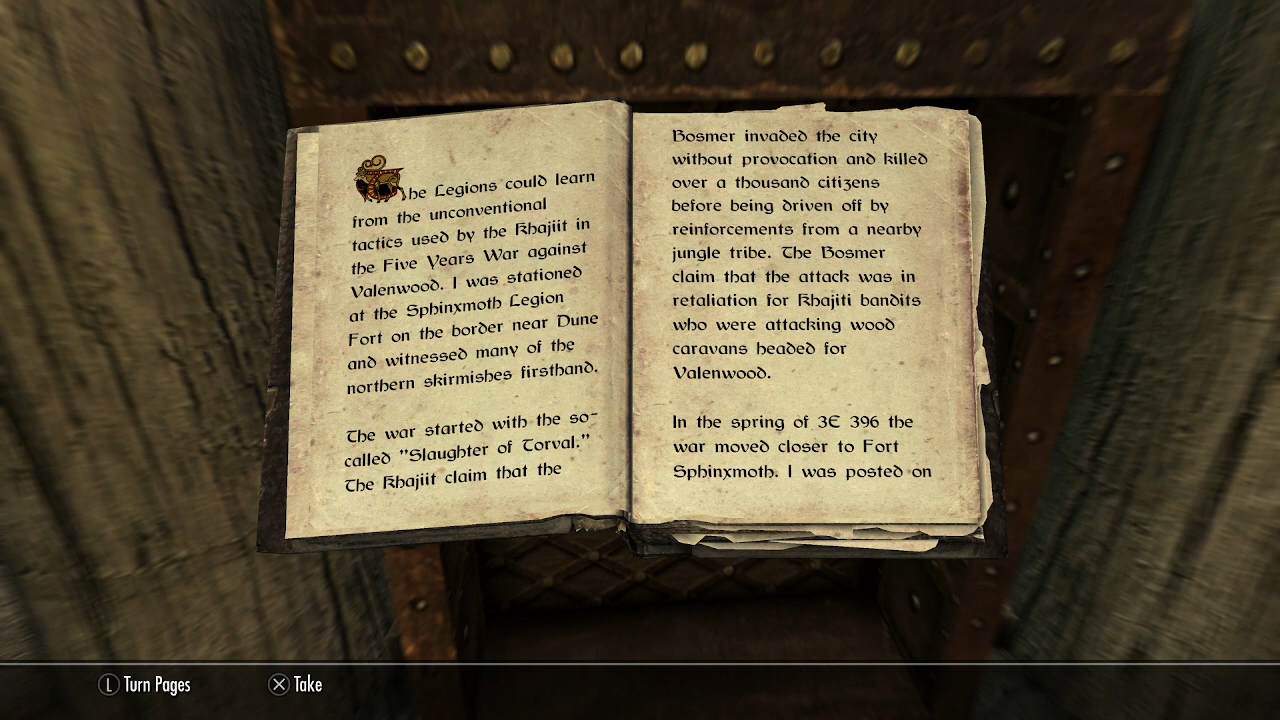 The Legions could learn
from the unconventional
tactics used by the Khajiit in
the Five Years War against
Valenwood. I was stationed
at the Sphinxmoth Legion
Fort on the border near Dune
and witnessed many of the
northern skirmishes firsthand.
The war started with the so-
called "Slaughter of Torval."
The Khajiit claim that the
Bosmer invaded the city
without provocation and killed
over a thousand citizens
before being driven off by
reinforcements from a nearby
jungle tribe. The Bosmer
claim that the attack was in
retaliation for Khajiti bandits
who were attacking wood
caravans headed for
Valenwood.
In the spring of 3E 396 the
war moved closer to Fort
Sphinxmoth. I was posted on
L Turn Pages
X Take